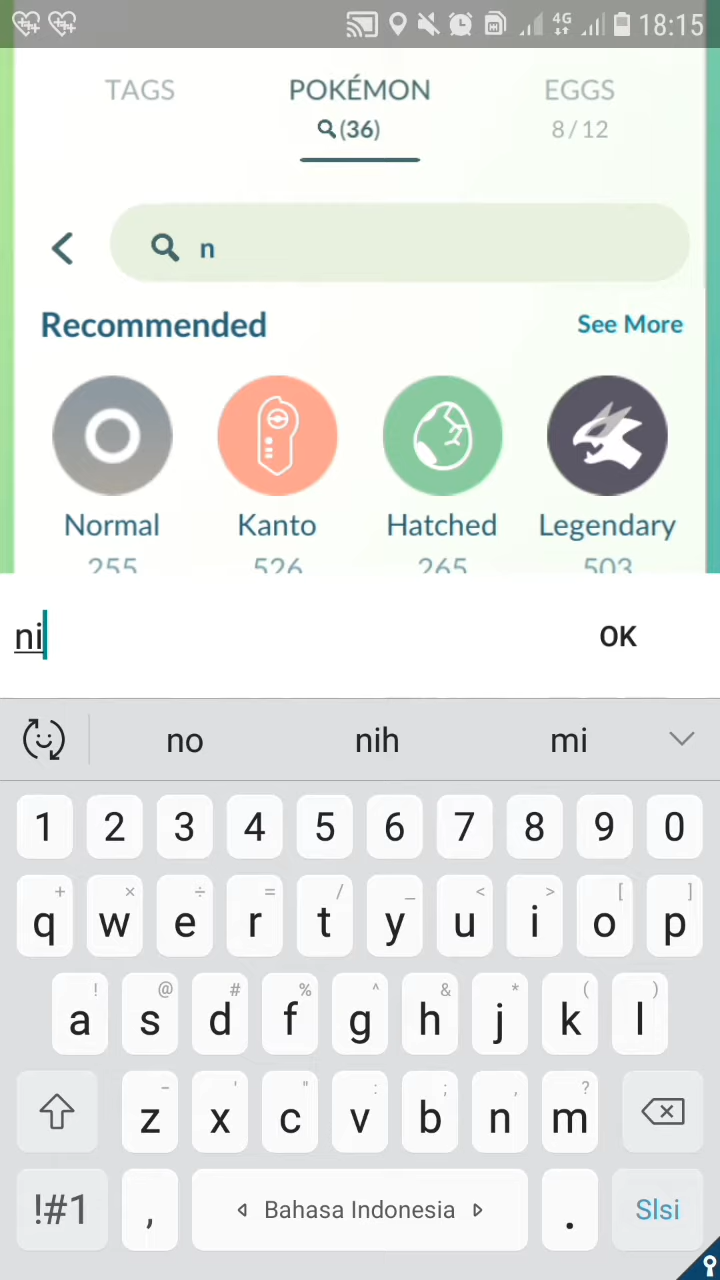 4G 18:15
TAGS POKÉMON EGGS
(36) 8/12
n
Recommended See More
Normal Kanto Hatched Legendary
255 526 265 503
ni OK
no nih mi
1 2 3 4 5 6 7 8 9 0
+ × ÷ = / _ < > [ ]
q w e r t y u i o p
! @ # % ^ & * ( )
a s d f g h j k l
- ' " : ; , ?
z x c v b n m
!#1 , Bahasa Indonesia . Slsi